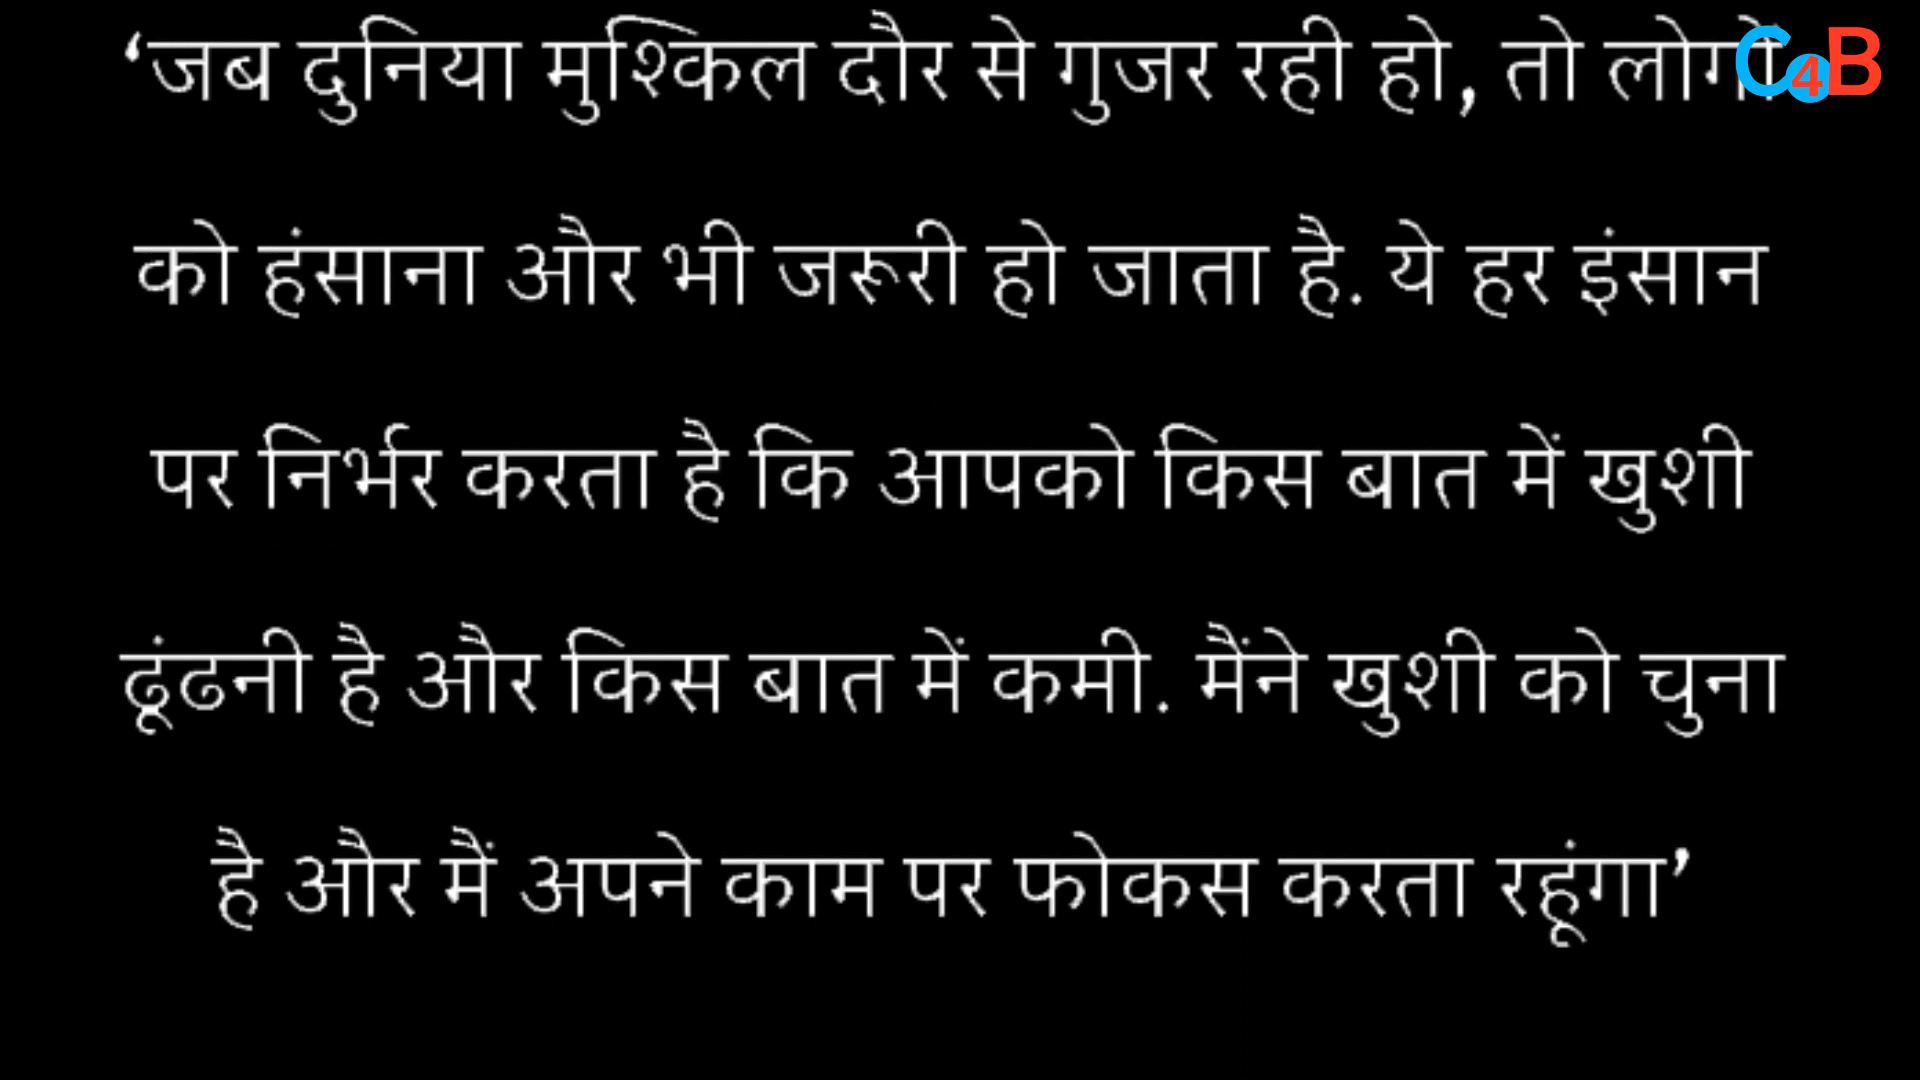 ‘जब दुनिया मुश्किल दौर से गुजर रही हो, तो लोगों
C4B
को हंसाना और भी जरूरी हो जाता है. ये हर इंसान
पर निर्भर करता है कि आपको किस बात में खुशी
ढूंढनी है और किस बात में कमी. मैंने खुशी को चुना
है और मैं अपने काम पर फोकस करता रहूंगा’